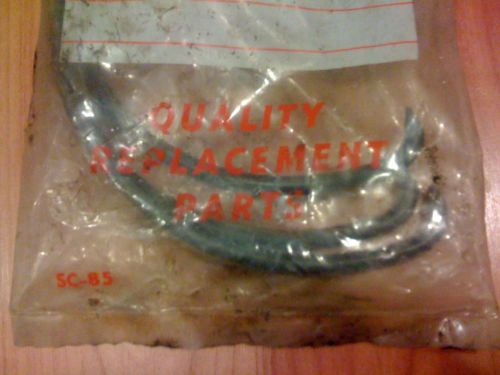 QUALITY
REPLACEMENT
PARTS
SC-85